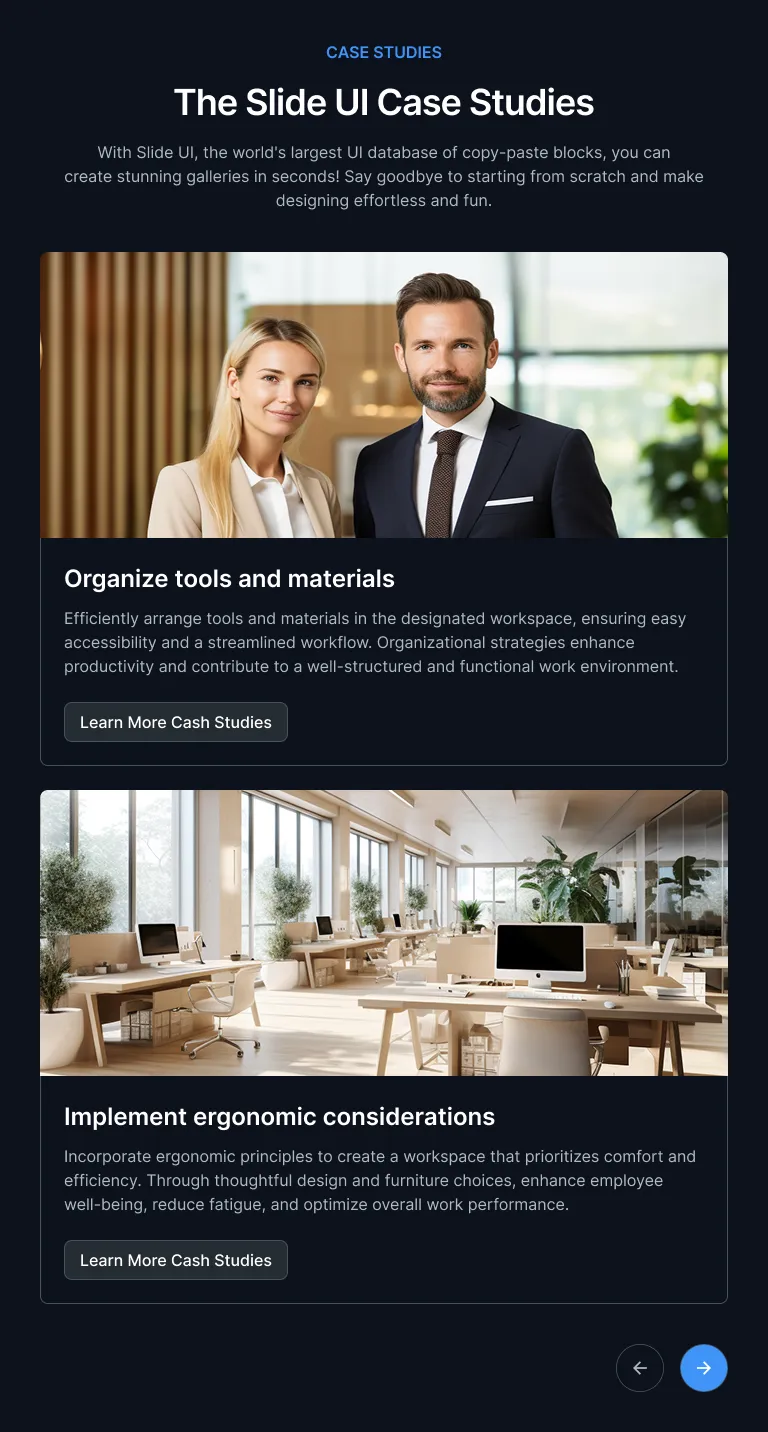 CASE STUDIES
The Slide UI Case Studies
With Slide UI, the world's largest UI database of copy-paste blocks, you can
create stunning galleries in seconds! Say goodbye to starting from scratch and make
designing effortless and fun.
Organize tools and materials
Efficiently arrange tools and materials in the designated workspace, ensuring easy
accessibility and a streamlined workflow. Organizational strategies enhance
productivity and contribute to a well-structured and functional work environment.
Learn More Cash Studies
Implement ergonomic considerations
Incorporate ergonomic principles to create a workspace that prioritizes comfort and
efficiency. Through thoughtful design and furniture choices, enhance employee
well-being, reduce fatigue, and optimize overall work performance.
Learn More Cash Studies